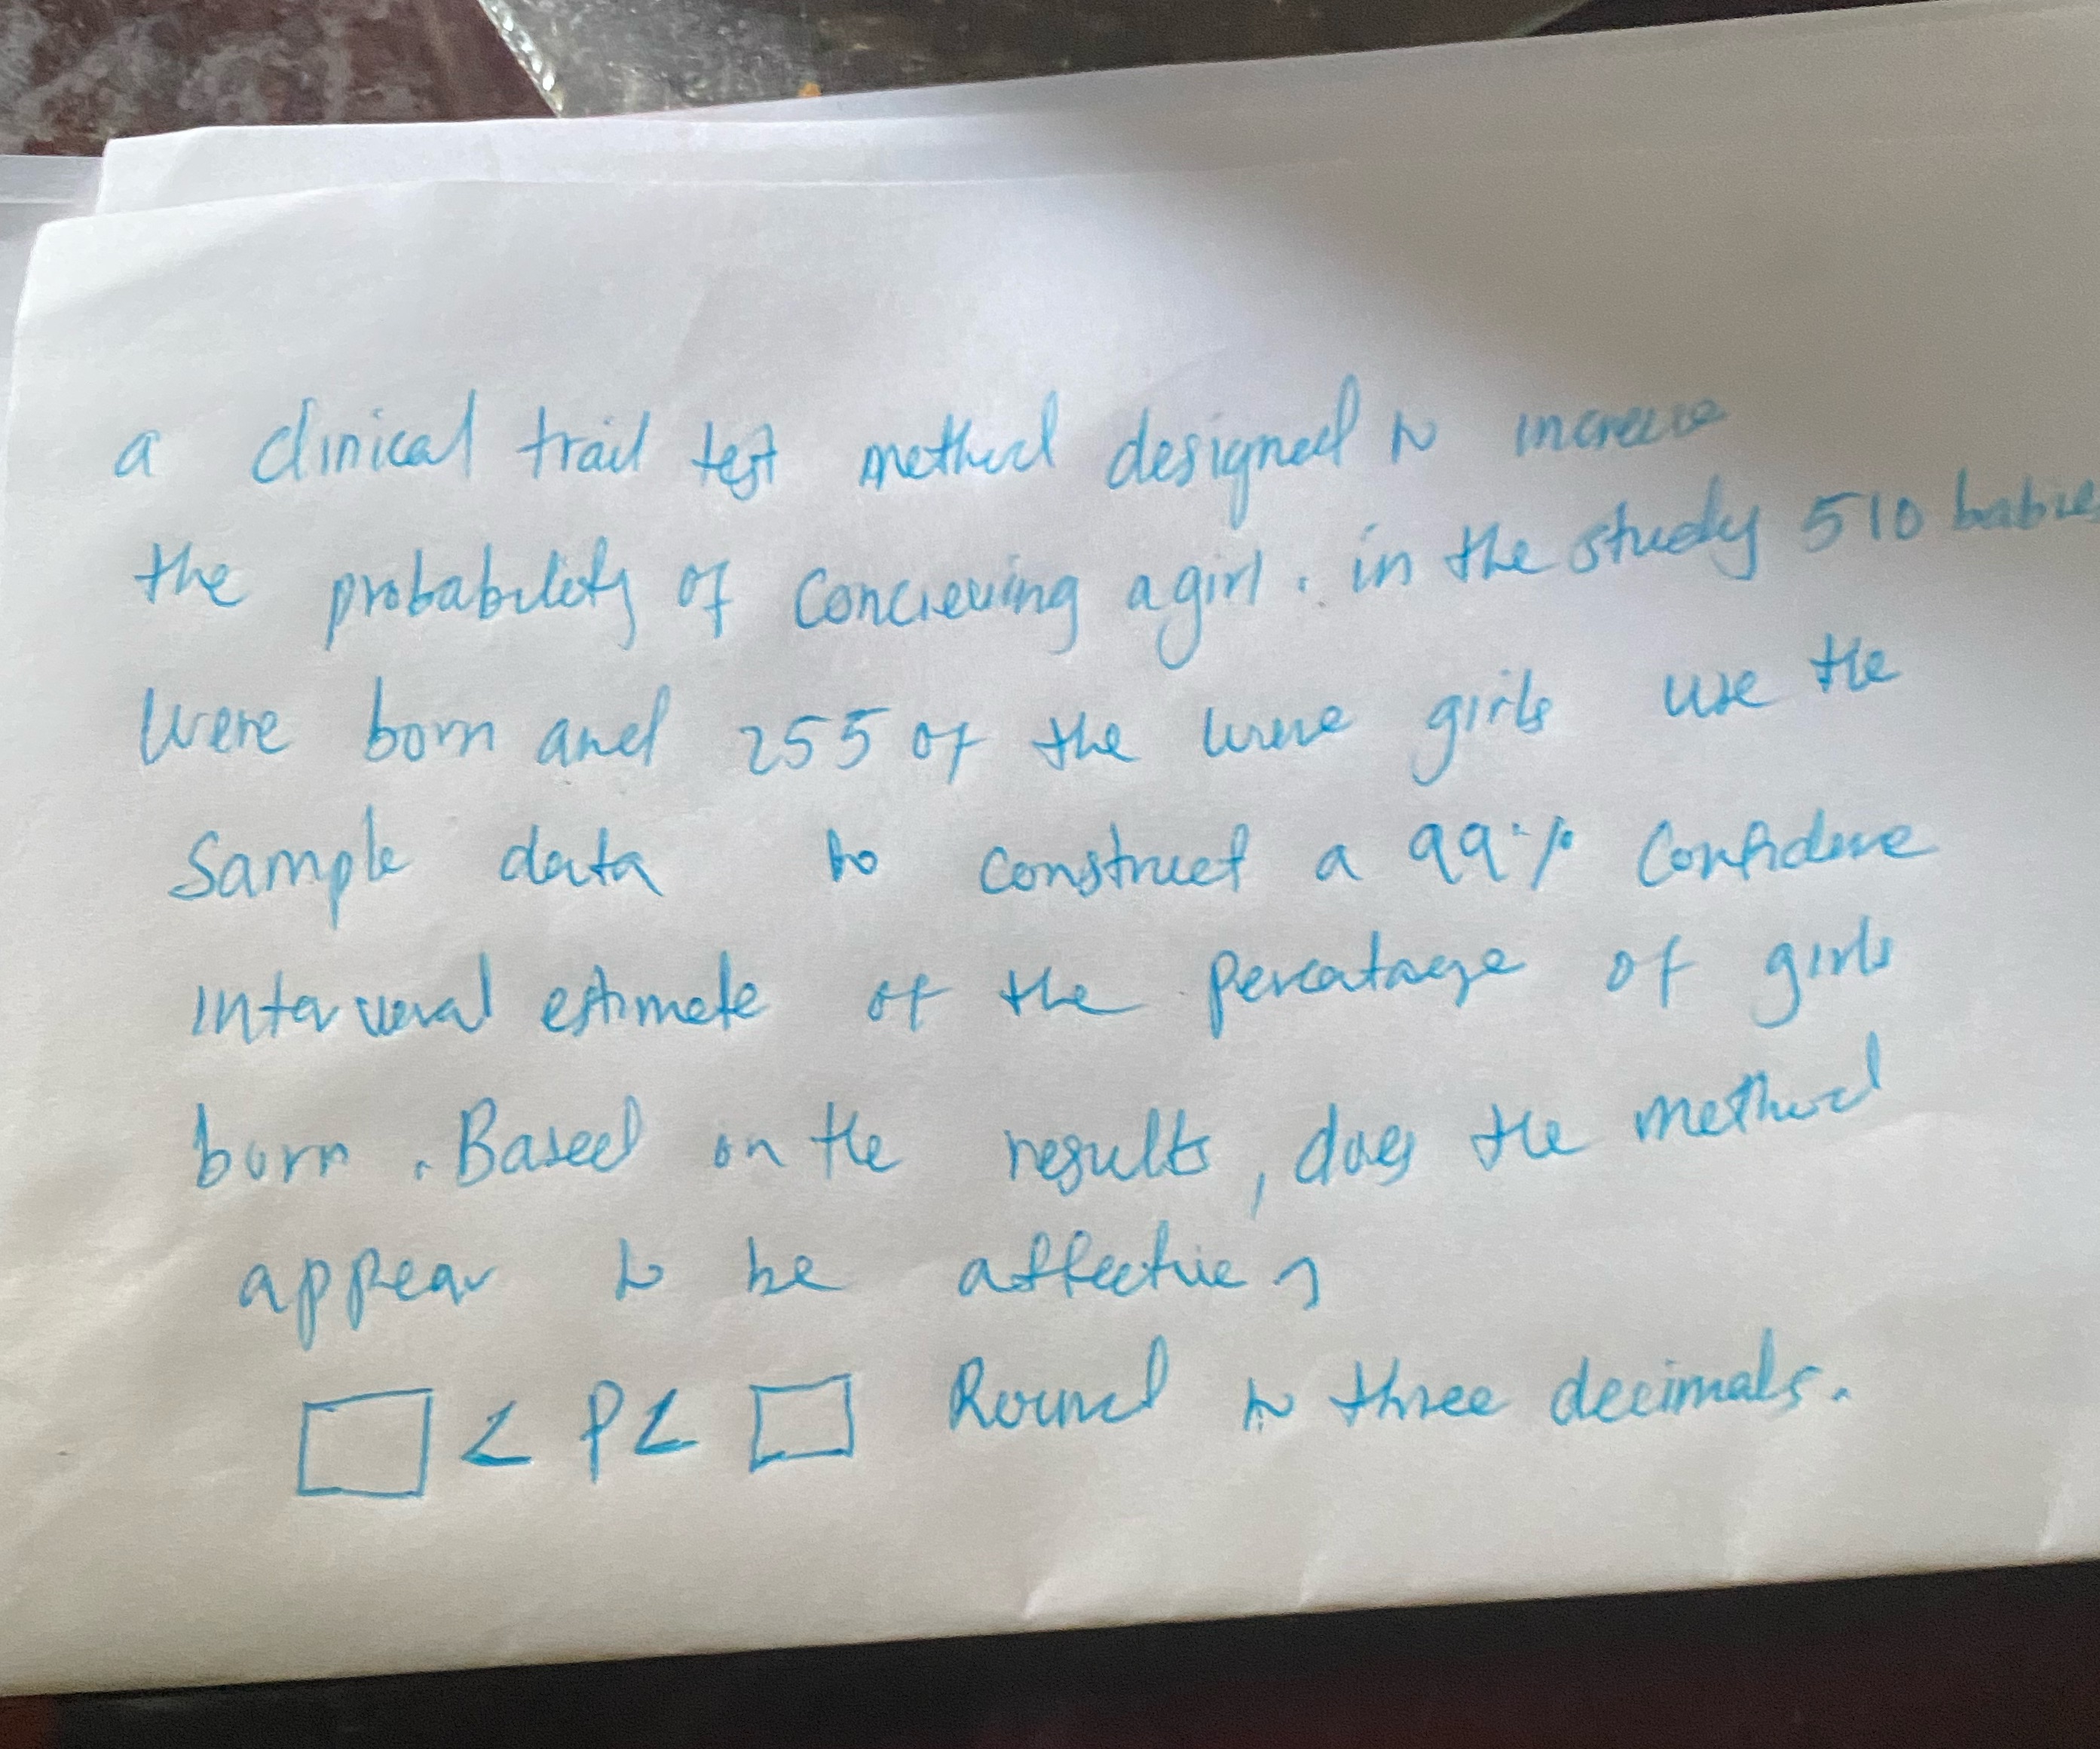 a clinical trail test method designed to increase
the probability of concieving a girl. in the study 510 babies
were born and 255 of the were girls use the
Sample data to construct a 99% Confidence
interveral estimate of the percatage of girls
born. Based on the results, does the method
appear to be affective?
□ < P < □ Round to three decimals.